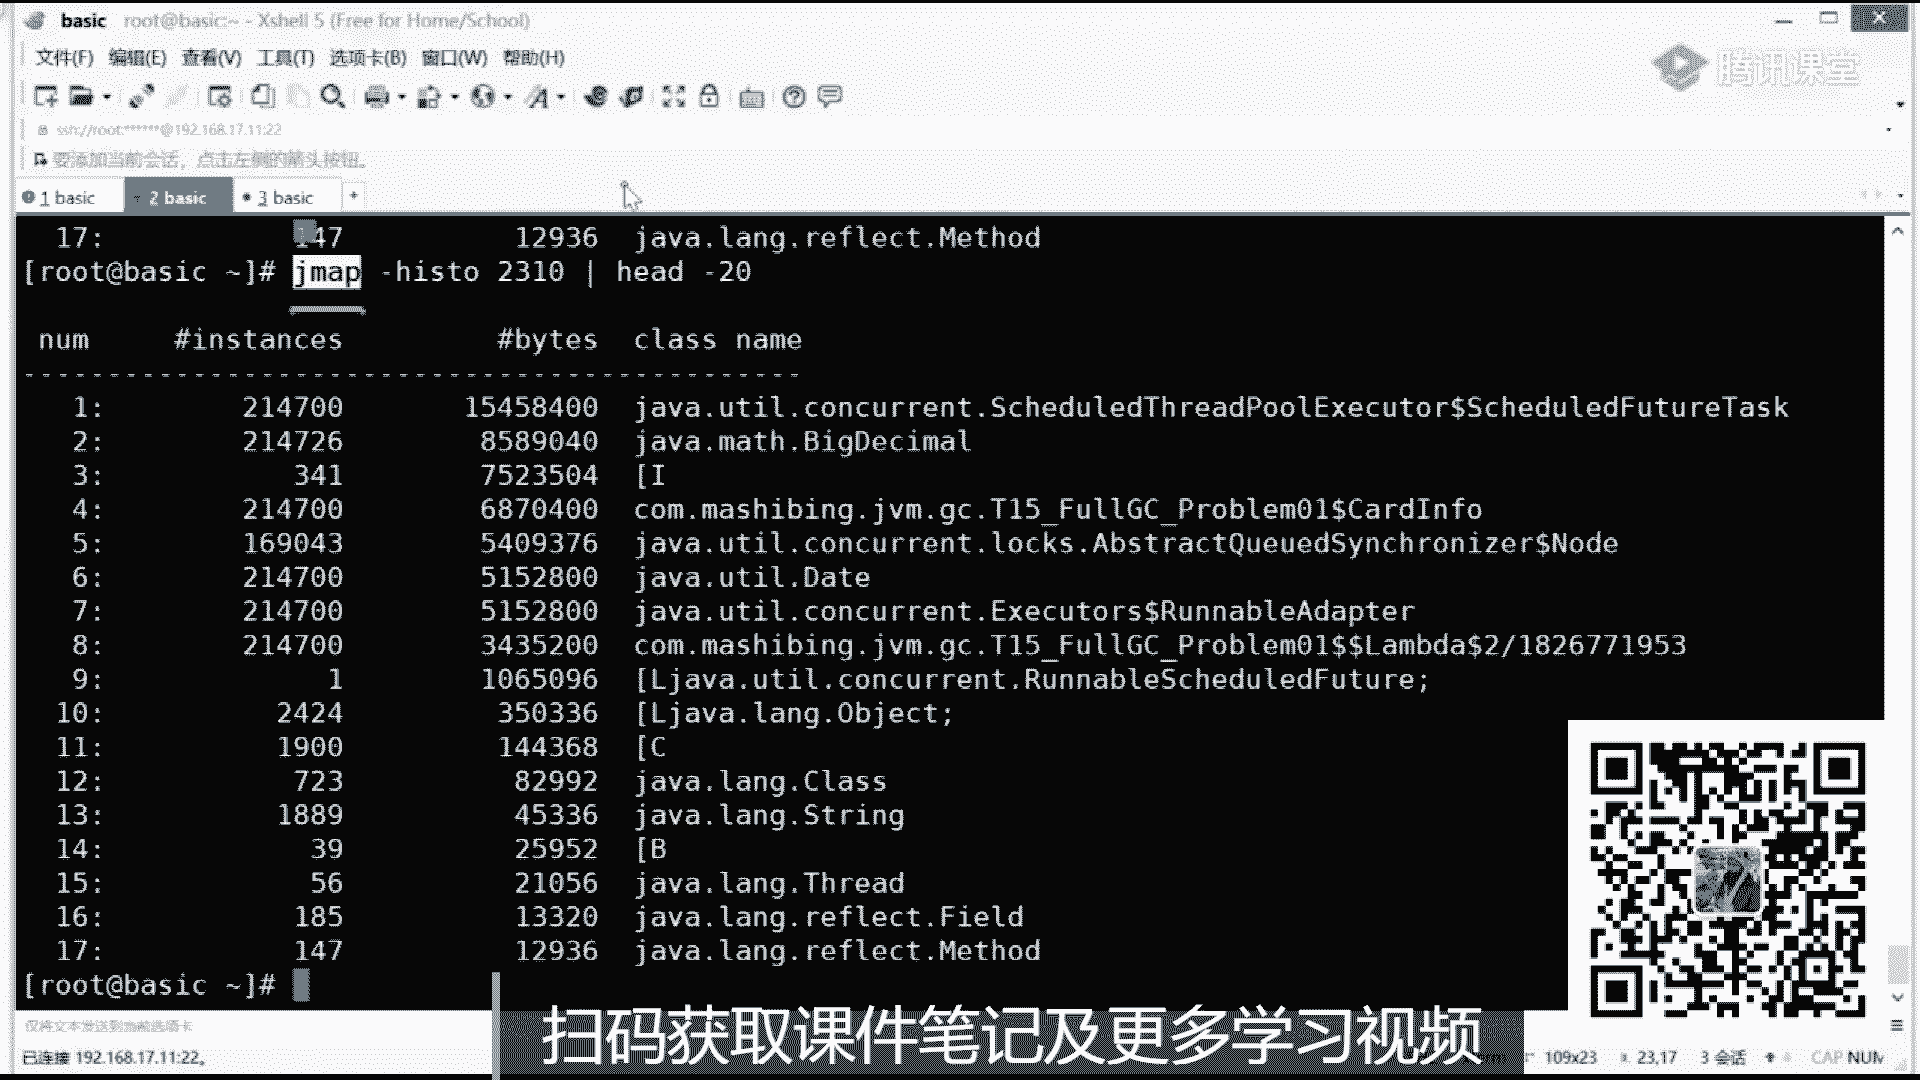 basic root@basic:~ - Xshell 5 (Free for Home/School)
文件(F) 编辑(E) 查看(V) 工具(T) 选项卡(B) 窗口(W) 帮助(H)
腾讯课堂
ssh://root:******@192.168.17.11:22
要添加当前会话，点击左侧的箭头按钮。
1 basic 2 basic 3 basic +
17: 147 12936 java.lang.reflect.Method
[root@basic ~]# jmap -histo 2310 | head -20
num #instances #bytes class name
----------------------------------------------
1: 214700 15458400 java.util.concurrent.ScheduledThreadPoolExecutor$ScheduledFutureTask
2: 214726 8589040 java.math.BigDecimal
3: 341 7523504 [I
4: 214700 6870400 com.mashibing.jvm.gc.T15_FullGC_Problem01$CardInfo
5: 169043 5409376 java.util.concurrent.locks.AbstractQueuedSynchronizer$Node
6: 214700 5152800 java.util.Date
7: 214700 5152800 java.util.concurrent.Executors$RunnableAdapter
8: 214700 3435200 com.mashibing.jvm.gc.T15_FullGC_Problem01$$Lambda$2/1826771953
9: 1 1065096 [Ljava.util.concurrent.RunnableScheduledFuture;
10: 2424 350336 [Ljava.lang.Object;
11: 1900 144368 [C
12: 723 82992 java.lang.Class
13: 1889 45336 java.lang.String
14: 39 25952 [B
15: 56 21056 java.lang.Thread
16: 185 13320 java.lang.reflect.Field
17: 147 12936 java.lang.reflect.Method
[root@basic ~]#
仅将文本发送到当前选项卡
扫码获取课件笔记及更多学习视频
已连接 192.168.17.11:22。 109x23 23,17 3 会话 CAP NUM